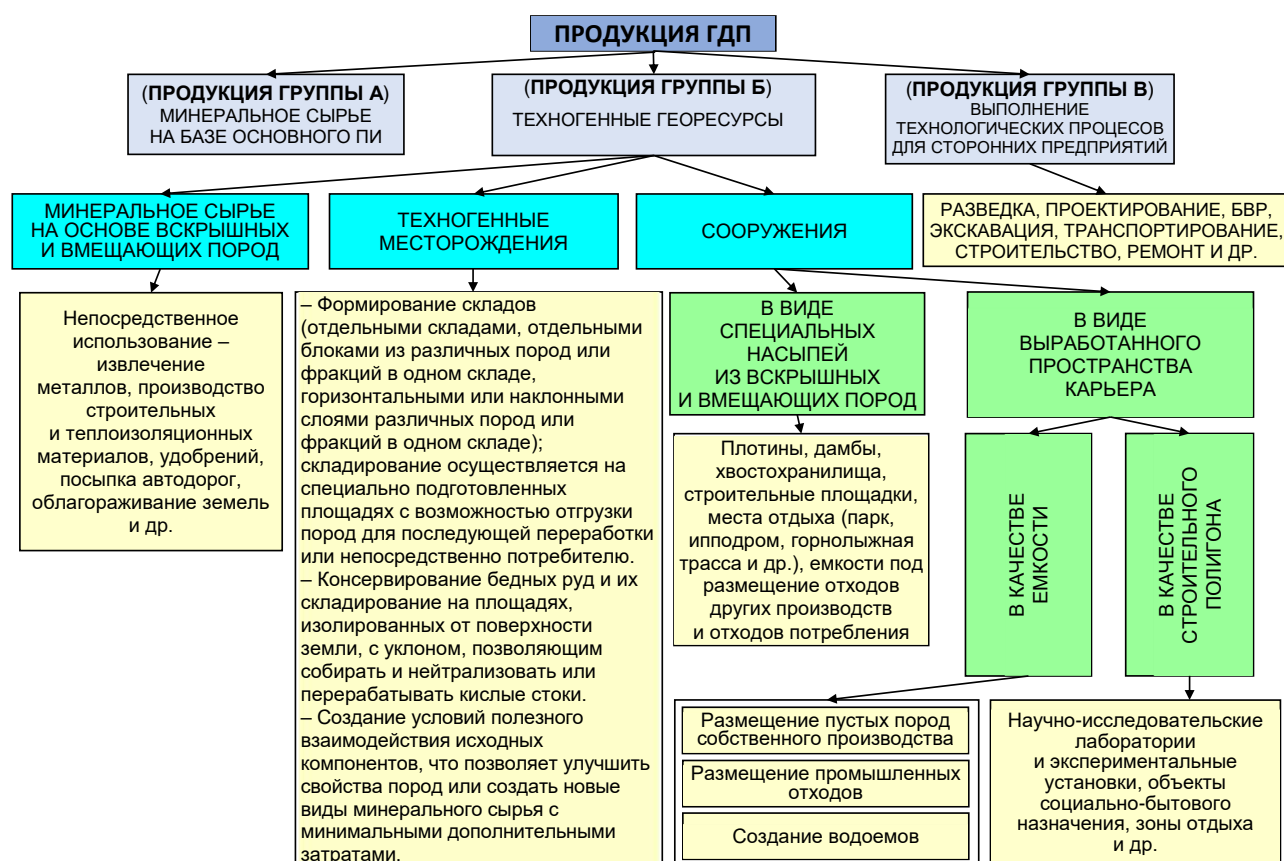 ПРОДУКЦИЯ ГДП
(ПРОДУКЦИЯ ГРУППЫ А)
МИНЕРАЛЬНОЕ СЫРЬЕ
НА БАЗЕ ОСНОВНОГО ПИ
(ПРОДУКЦИЯ ГРУППЫ Б)
ТЕХНОГЕННЫЕ ГЕОРЕСУРСЫ
(ПРОДУКЦИЯ ГРУППЫ В)
ВЫПОЛНЕНИЕ
ТЕХНОЛОГИЧЕСКИХ ПРОЦЕССОВ
ДЛЯ СТОРОННИХ ПРЕДПРИЯТИЙ
МИНЕРАЛЬНОЕ СЫРЬЕ
НА ОСНОВЕ ВСКРЫШНЫХ
И ВМЕЩАЮЩИХ ПОРОД
ТЕХНОГЕННЫЕ
МЕСТОРОЖДЕНИЯ
СООРУЖЕНИЯ
РАЗВЕДКА, ПРОЕКТИРОВАНИЕ, БВР,
ЭКСКАВАЦИЯ, ТРАНСПОРТИРОВАНИЕ,
СТРОИТЕЛЬСТВО, РЕМОНТ И ДР.
Непосредственное
использование –
извлечение
металлов, производство
строительных
и теплоизоляционных
материалов, удобрений,
посыпка автодорог,
облагораживание земель
и др.
– Формирование складов
(отдельными складами, отдельными
блоками из различных пород или
фракций в одном складе,
горизонтальными или наклонными
слоями различных пород или
фракций в одном складе);
складирование осуществляется на
специально подготовленных
площадях с возможностью отгрузки
пород для последующей переработки
или непосредственно потребителю.
– Консервирование бедных руд и их
складирование на площадях,
изолированных от поверхности
земли, с уклоном, позволяющим
собирать и нейтрализовать или
перерабатывать кислые стоки.
– Создание условий полезного
взаимодействия исходных
компонентов, что позволяет улучшить
свойства пород или создать новые
виды минерального сырья с
минимальными дополнительными
затратами.
В ВИДЕ
СПЕЦИАЛЬНЫХ
НАСЫПЕЙ
ИЗ ВСКРЫШНЫХ
И ВМЕЩАЮЩИХ ПОРОД
В ВИДЕ
ВЫРАБОТАННОГО
ПРОСТРАНСТВА
КАРЬЕРА
Плотины, дамбы,
хвостохранилища,
строительные площадки,
места отдыха (парк,
ипподром, горнолыжная
трасса и др.), емкости под
размещение отходов
других производств
и отходов потребления
В КАЧЕСТВЕ
ЕМКОСТИ
В КАЧЕСТВЕ
СТРОИТЕЛЬНОГО
ПОЛИГОНА
Размещение пустых пород
собственного производства
Размещение промышленных
отходов
Создание водоемов
Научно-исследовательские
лаборатории
и экспериментальные
установки, объекты
социально-бытового
назначения, зоны отдыха
и др.